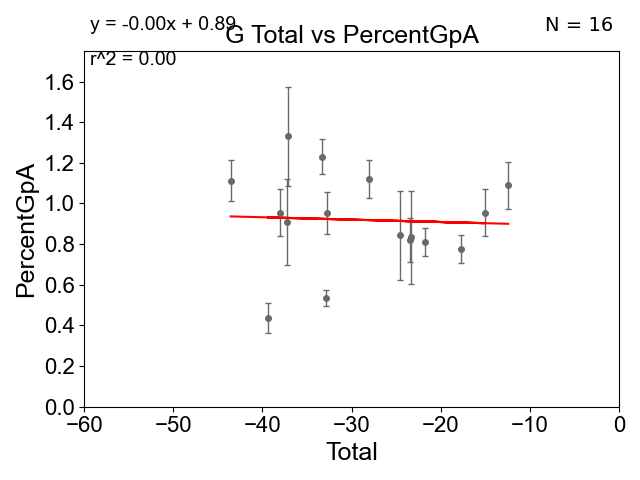 y = -0.00x + 0.89
G Total vs PercentGpA
N = 16
r^2 = 0.00
PercentGpA
1.6
1.4
1.2
1.0
0.8
0.6
0.4
0.2
0.0
−60 −50 −40 −30 −20 −10 0
Total